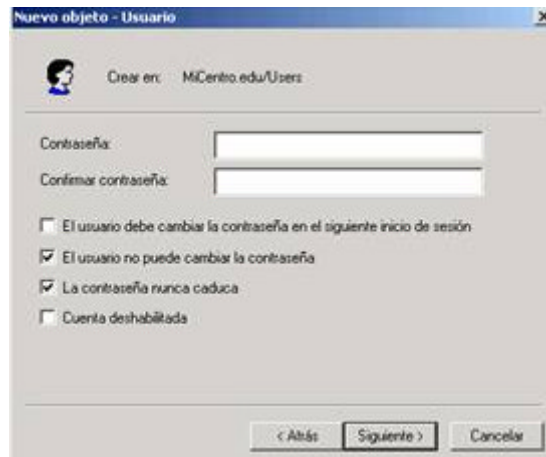 Nuevo objeto - Usuario
Crear en: MiCentro.edu/Users
Contraseña:
Confirmar contraseña:
El usuario debe cambiar la contraseña en el siguiente inicio de sesión
El usuario no puede cambiar la contraseña
La contraseña nunca caduca
Cuenta deshabilitada
< Atrás Siguiente > Cancelar